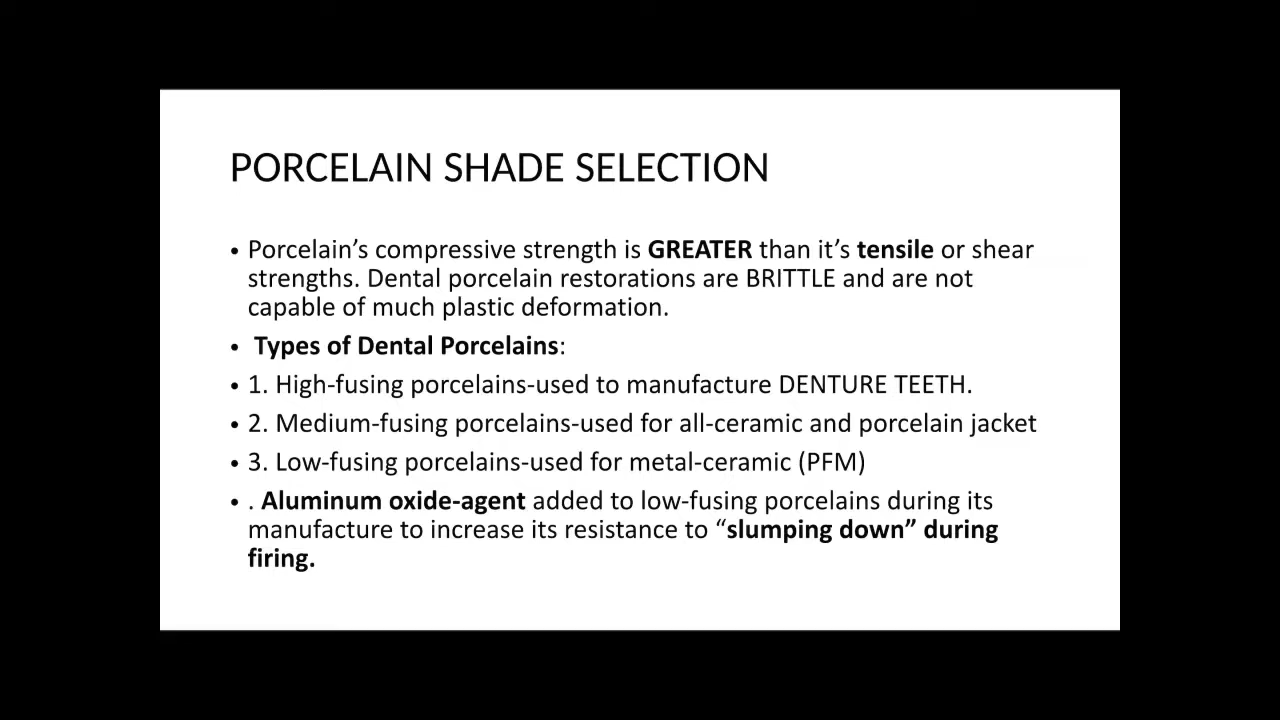 PORCELAIN SHADE SELECTION
• Porcelain’s compressive strength is GREATER than it’s tensile or shear
strengths. Dental porcelain restorations are BRITTLE and are not
capable of much plastic deformation.
• Types of Dental Porcelains:
• 1. High-fusing porcelains-used to manufacture DENTURE TEETH.
• 2. Medium-fusing porcelains-used for all-ceramic and porcelain jacket
• 3. Low-fusing porcelains-used for metal-ceramic (PFM)
• . Aluminum oxide-agent added to low-fusing porcelains during its
manufacture to increase its resistance to “slumping down” during
firing.